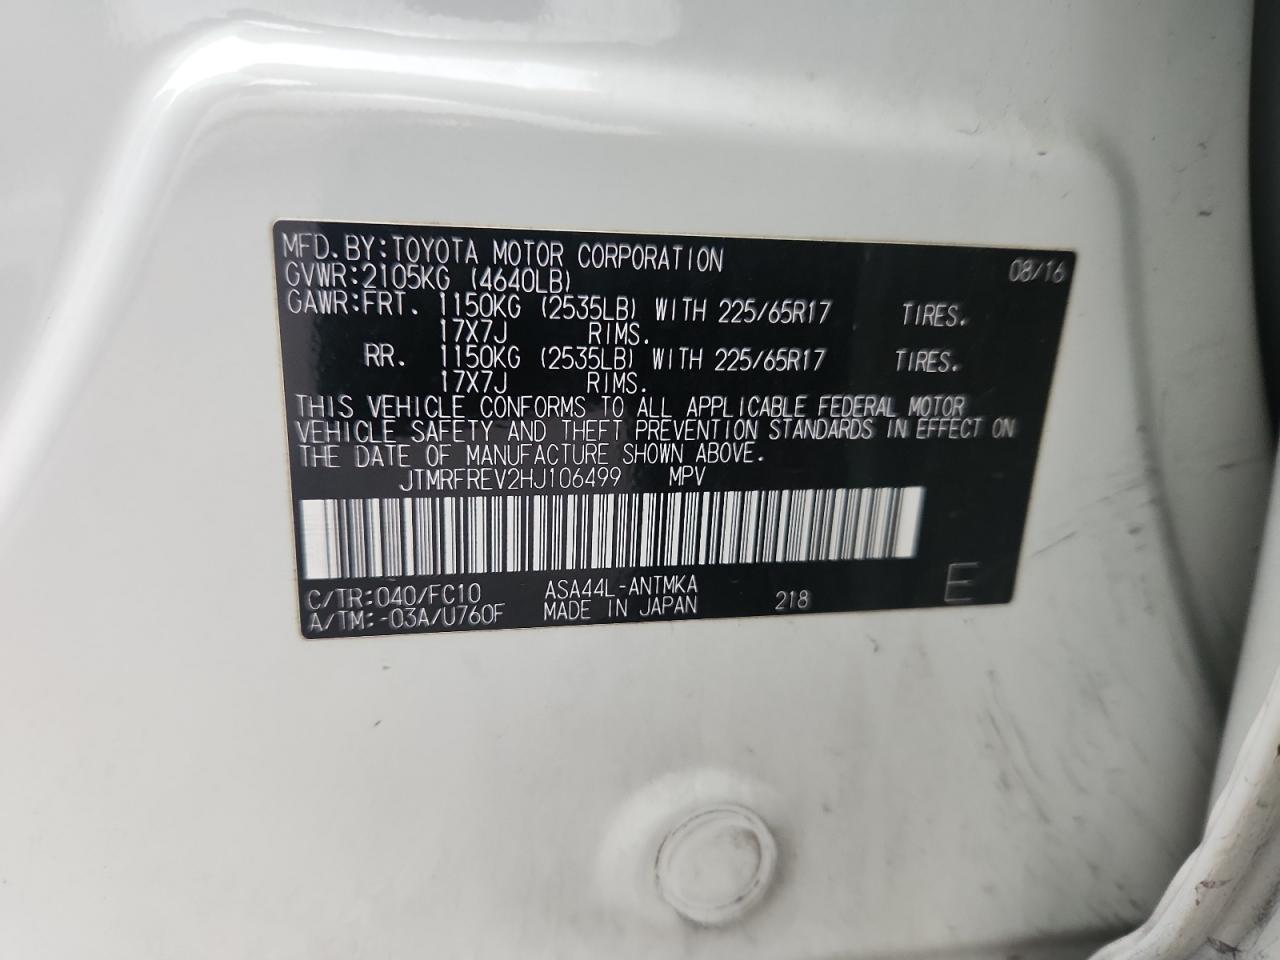 MFD. BY: TOYOTA MOTOR CORPORATION 08/16
GVWR: 2105KG (4640LB)
GAWR: FRT. 1150KG (2535LB) WITH 225/65R17 TIRES.
17X7J RIMS.
RR. 1150KG (2535LB) WITH 225/65R17 TIRES.
17X7J RIMS.
THIS VEHICLE CONFORMS TO ALL APPLICABLE FEDERAL MOTOR
VEHICLE SAFETY AND THEFT PREVENTION STANDARDS IN EFFECT ON
THE DATE OF MANUFACTURE SHOWN ABOVE.
JTMRFREV2HJ106499 MPV
C/TR: 040/FC10 ASA44L-ANTMKA
A/TM: -03A/U760F MADE IN JAPAN 218 E